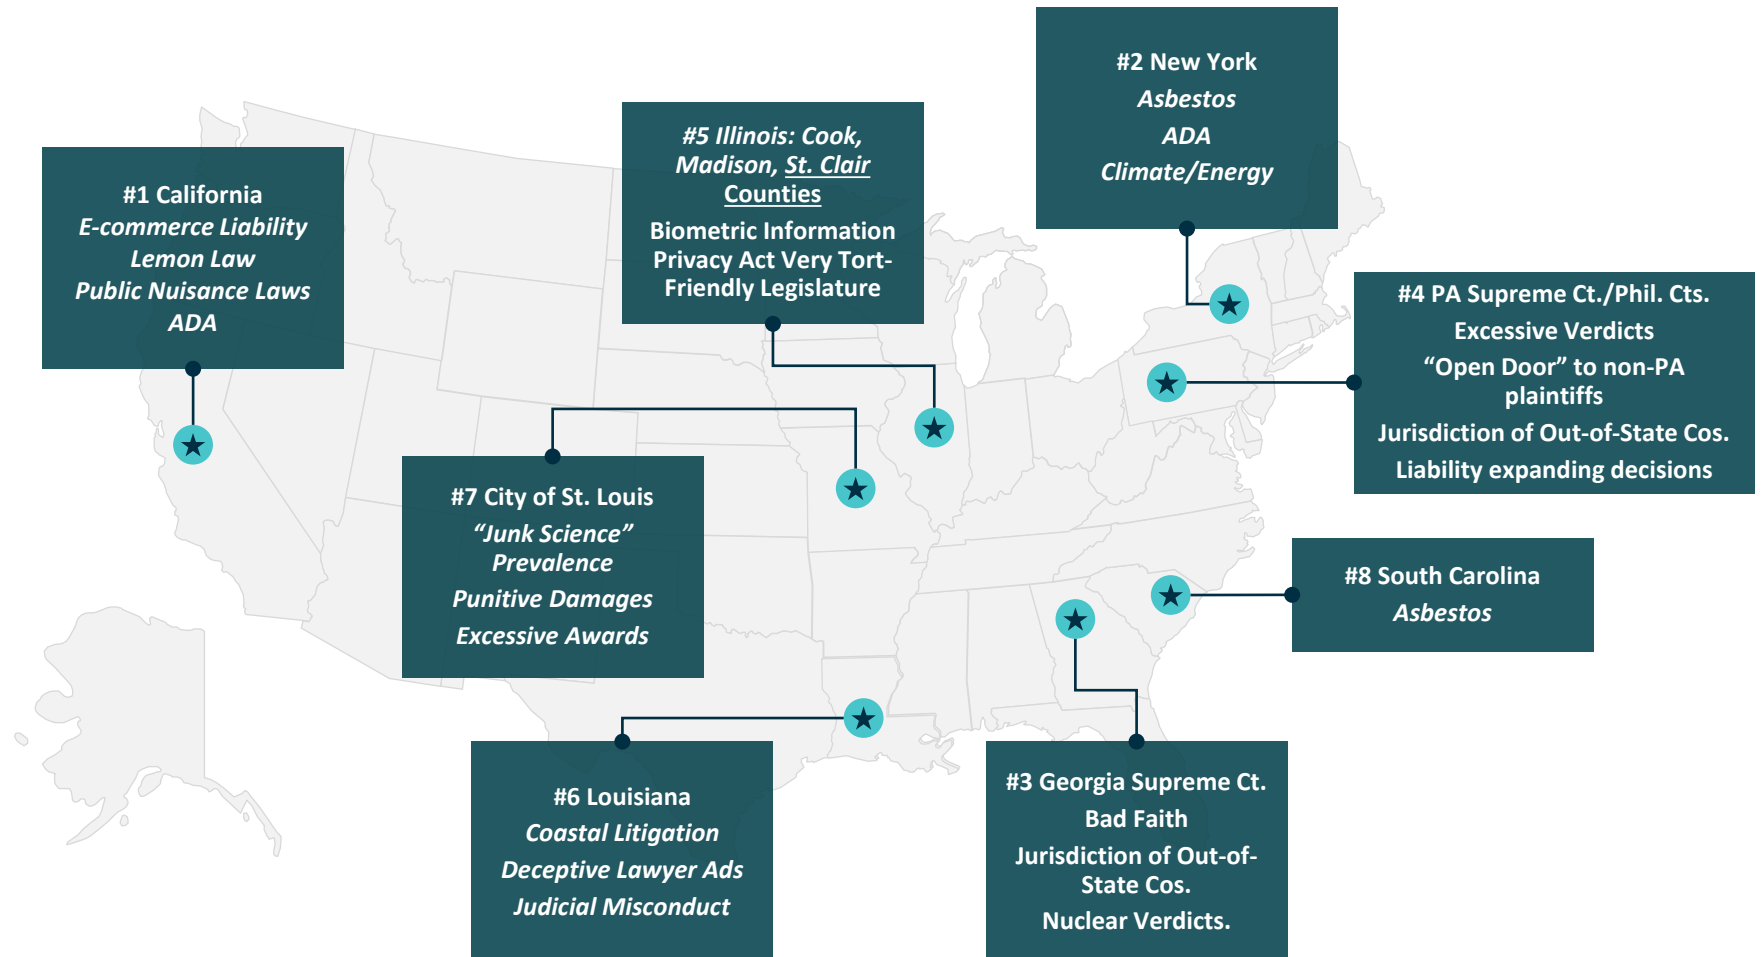 #1 California
E-commerce Liability
Lemon Law
Public Nuisance Laws
ADA
#5 Illinois: Cook,
Madison, St. Clair
Counties
Biometric Information
Privacy Act Very Tort-
Friendly Legislature
#2 New York
Asbestos
ADA
Climate/Energy
#4 PA Supreme Ct./Phil. Cts.
Excessive Verdicts
“Open Door” to non-PA
plaintiffs
Jurisdiction of Out-of-State Cos.
Liability expanding decisions
#7 City of St. Louis
“Junk Science”
Prevalence
Punitive Damages
Excessive Awards
#8 South Carolina
Asbestos
#6 Louisiana
Coastal Litigation
Deceptive Lawyer Ads
Judicial Misconduct
#3 Georgia Supreme Ct.
Bad Faith
Jurisdiction of Out-of-
State Cos.
Nuclear Verdicts.